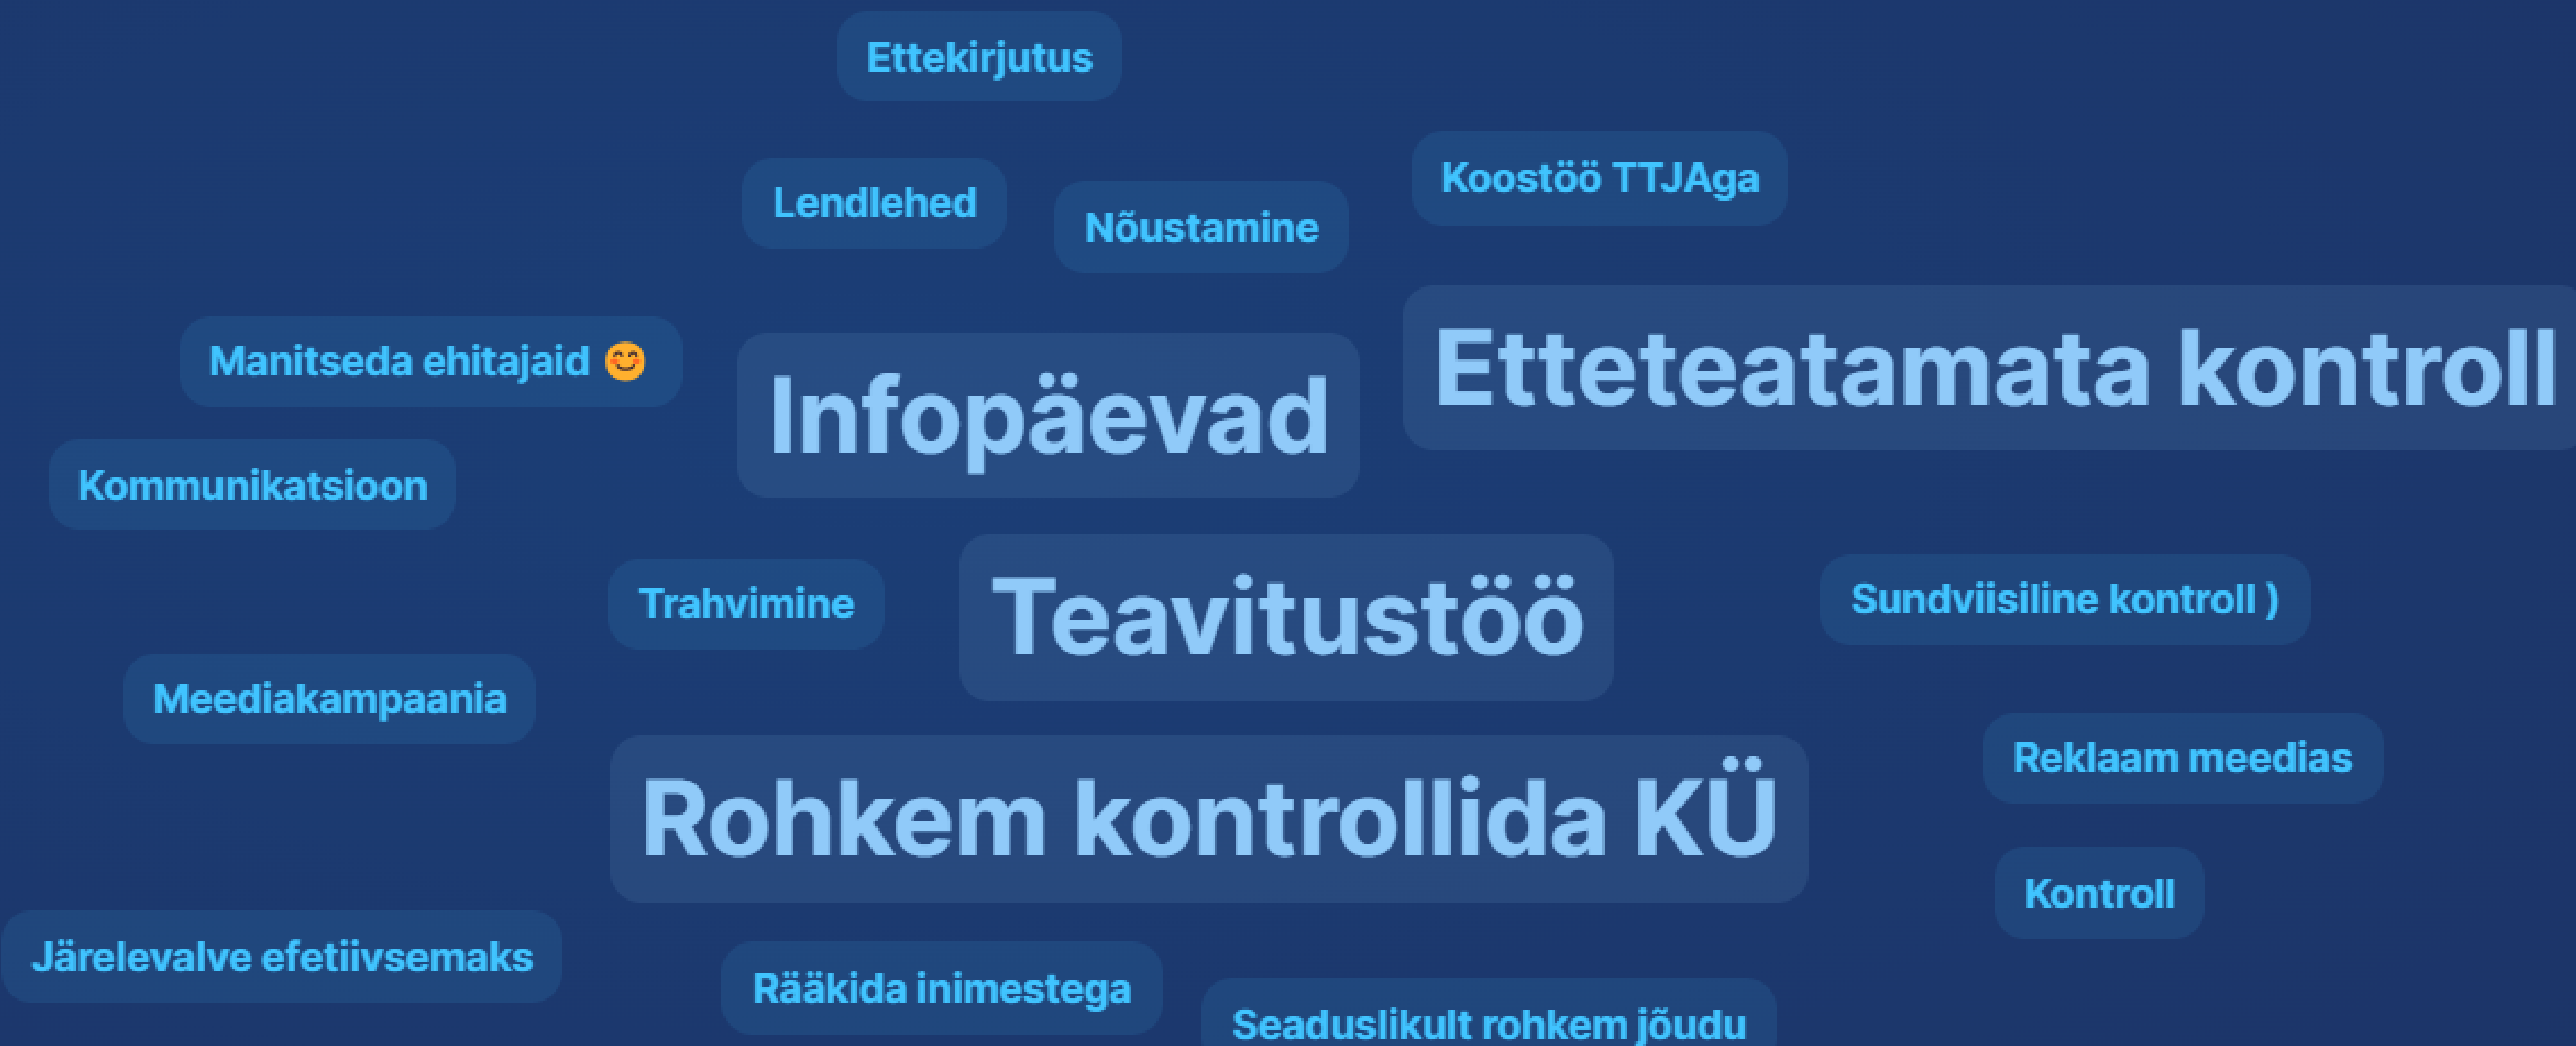 Ettekirjutus
Koostöö TTJAga
Lendlehed
Nõustamine
Etteteatamata kontroll
Manitseda ehitajaid 😊
Infopäevad
Kommunikatsioon
Trahvimine
Teavitustöö
Sundviisiline kontroll )
Meediakampaania
Reklaam meedias
Rohkem kontrollida KÜ
Kontroll
Järelevalve efetiivsemaks
Rääkida inimestega
Seaduslikult rohkem jõudu